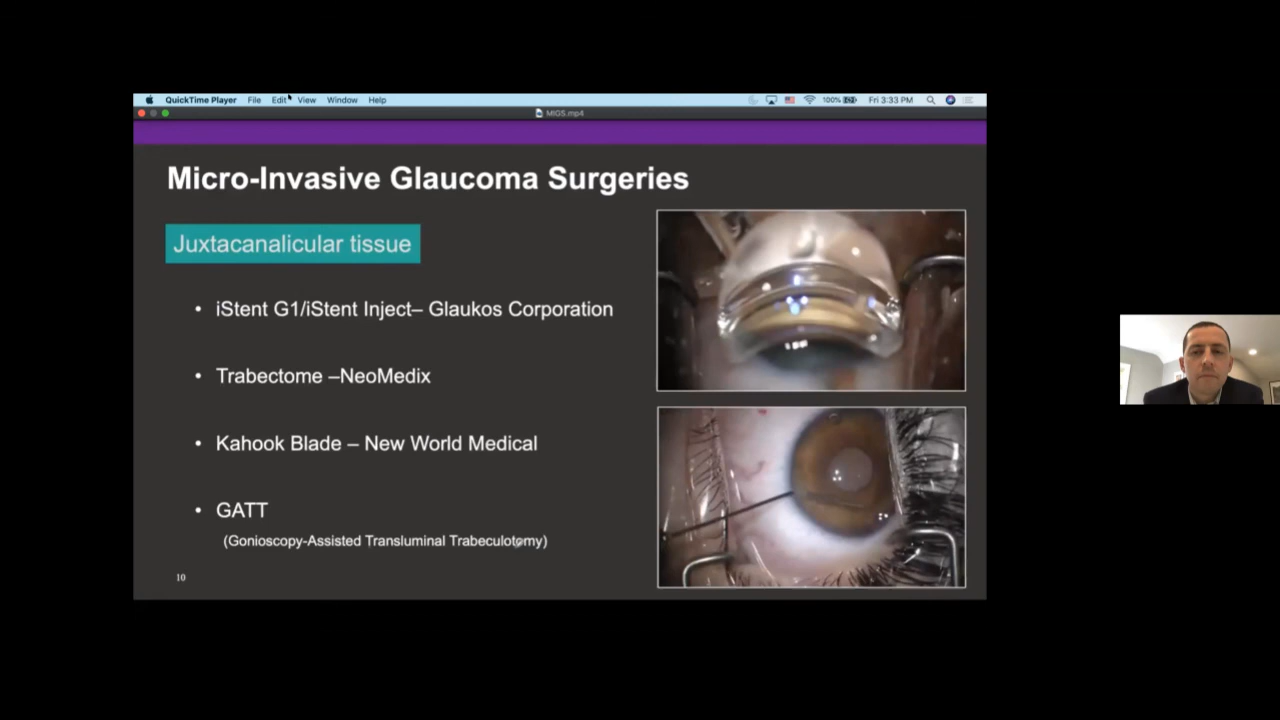 QuickTime Player File Edit View Window Help 100% Fri 3:33 PM
MIGS.mp4
Micro-Invasive Glaucoma Surgeries
Juxtacanalicular tissue
• iStent G1/iStent Inject– Glaukos Corporation
• Trabectome –NeoMedix
• Kahook Blade – New World Medical
• GATT
(Gonioscopy-Assisted Transluminal Trabeculotomy)
10